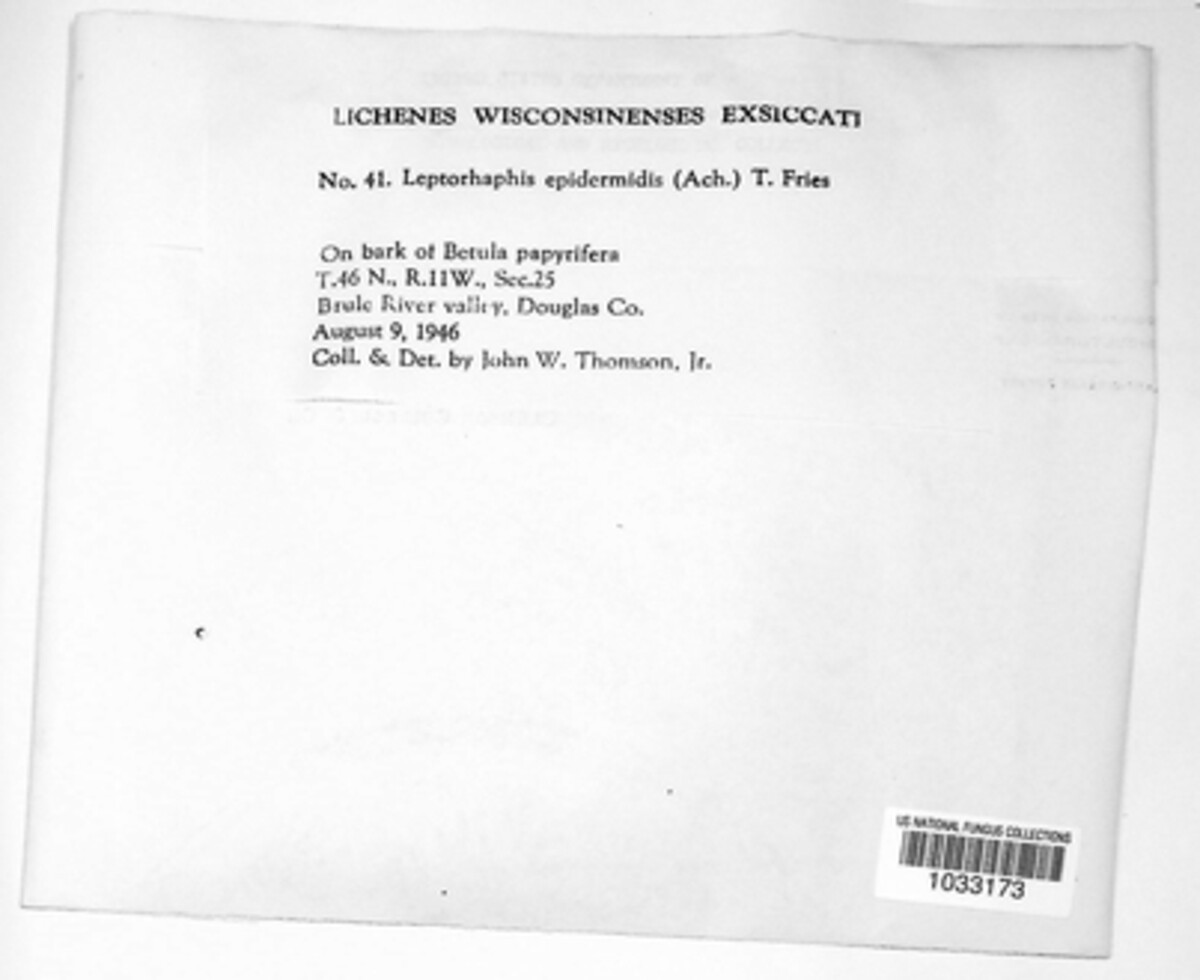 LICHENES WISCONSINENSES EXSICCATI
No. 41. Leptorhaphis epidermidis (Ach.) T. Fries
On bark of Betula papyrifera
T.46 N., R.11W., Sec.25
Brule River valley, Douglas Co.
August 9, 1946
Coll. & Det. by John W. Thomson, Jr.
US NATIONAL FUNGUS COLLECTIONS
1033173